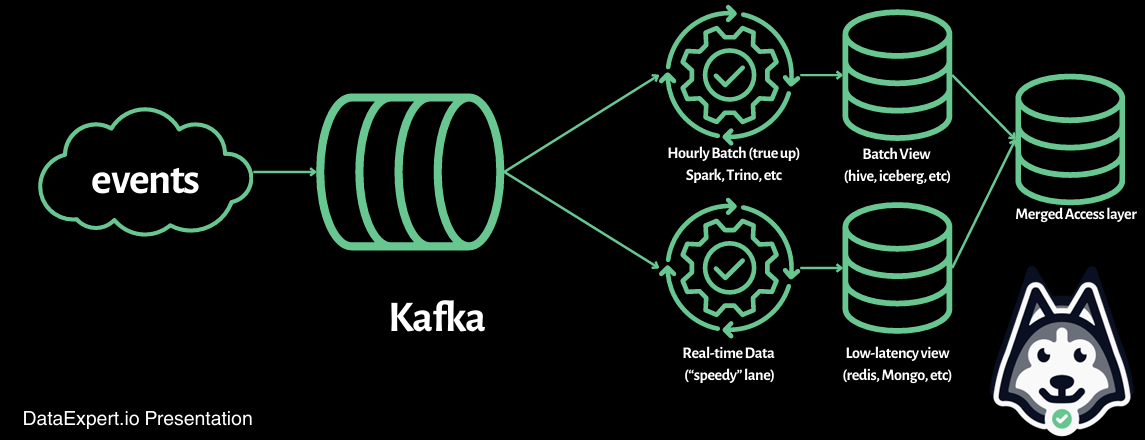 events
Kafka
Hourly Batch (true up)
Spark, Trino, etc
Batch View
(hive, iceberg, etc)
Merged Access layer
Real-time Data
(“speedy” lane)
Low-latency view
(redis, Mongo, etc)
DataExpert.io Presentation